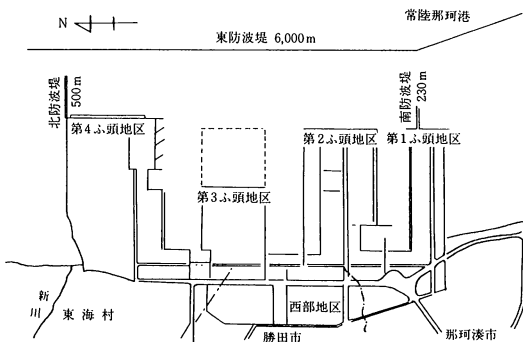 常陸那珂港
N
東防波堤 6,000m
北防波堤
500m
南防波堤
230m
第4ふ頭地区
第2ふ頭地区
第1ふ頭地区
第3ふ頭地区
西部地区
新川
東海村
勝田市
那珂湊市